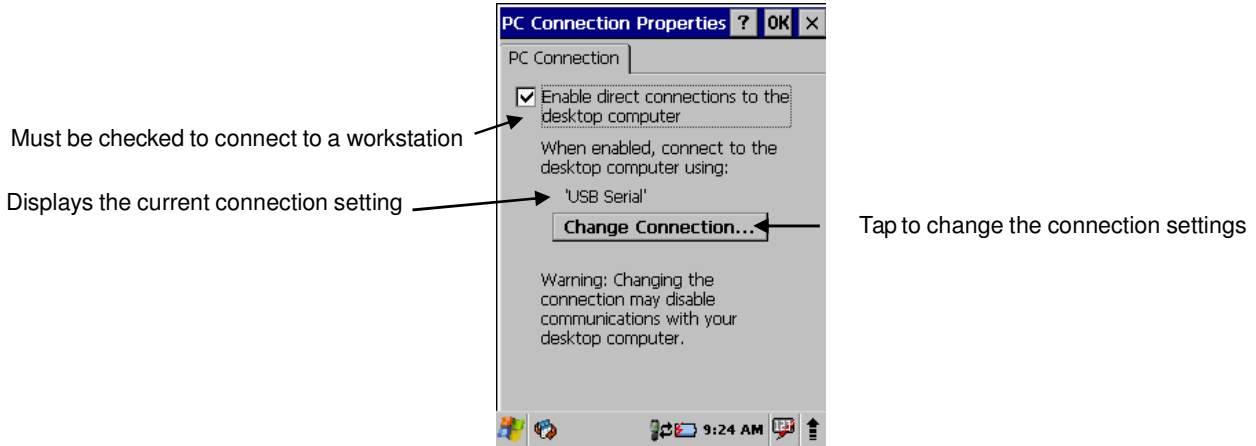 PC Connection Properties ? OK ×
PC Connection
Enable direct connections to the
desktop computer
Must be checked to connect to a workstation
When enabled, connect to the
desktop computer using:
Displays the current connection setting
'USB Serial'
Change Connection...
Tap to change the connection settings
Warning: Changing the
connection may disable
communications with your
desktop computer.
9:24 AM